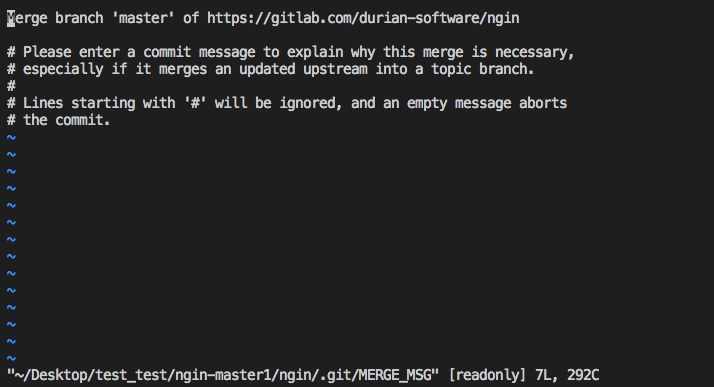 Merge branch 'master' of https://gitlab.com/durian-software/ngin

# Please enter a commit message to explain why this merge is necessary,
# especially if it merges an updated upstream into a topic branch.
#
# Lines starting with '#' will be ignored, and an empty message aborts
# the commit.
~
~
~
~
~
~
~
~
~
~
~
~
~
~
"~/Desktop/test_test/ngin-master1/ngin/.git/MERGE_MSG" [readonly] 7L, 292C